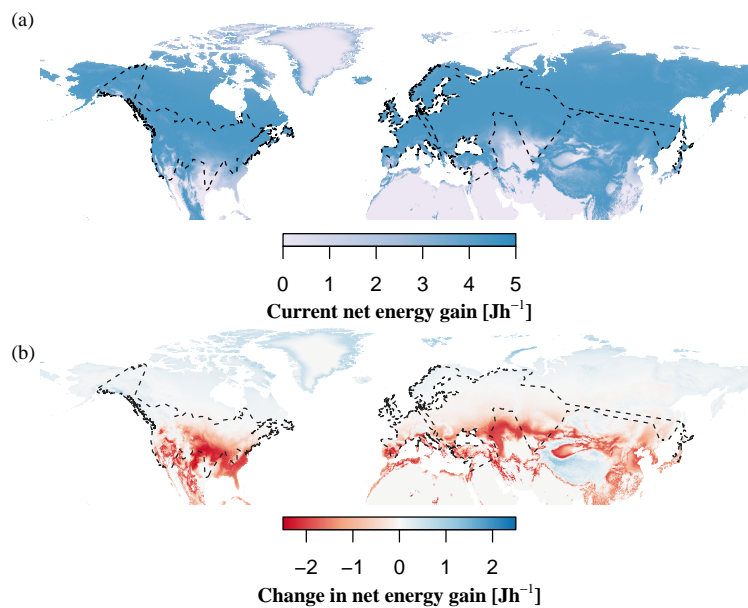 (a)
0 1 2 3 4 5
Current net energy gain [Jh⁻¹]
(b)
−2 −1 0 1 2
Change in net energy gain [Jh⁻¹]